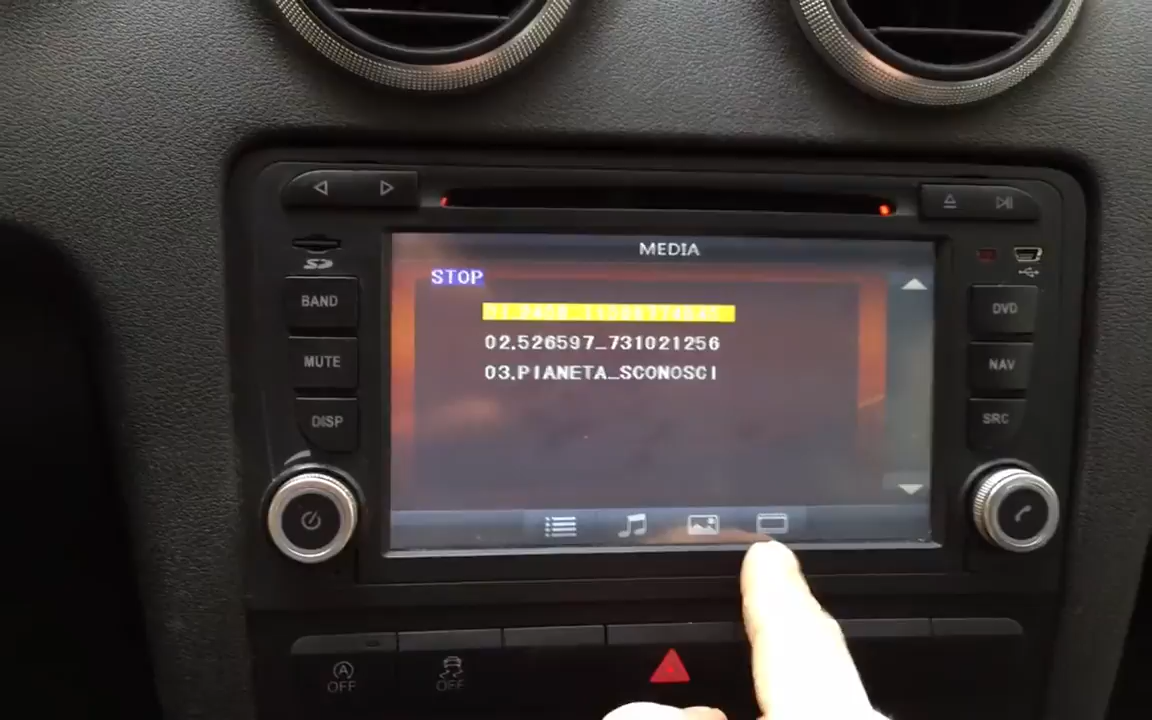 MEDIA
STOP
02.526597_731021256
03.PIANETA_SCONOSCI
SD
BAND
MUTE
DISP
DVD
NAV
SRC
A
OFF
OFF